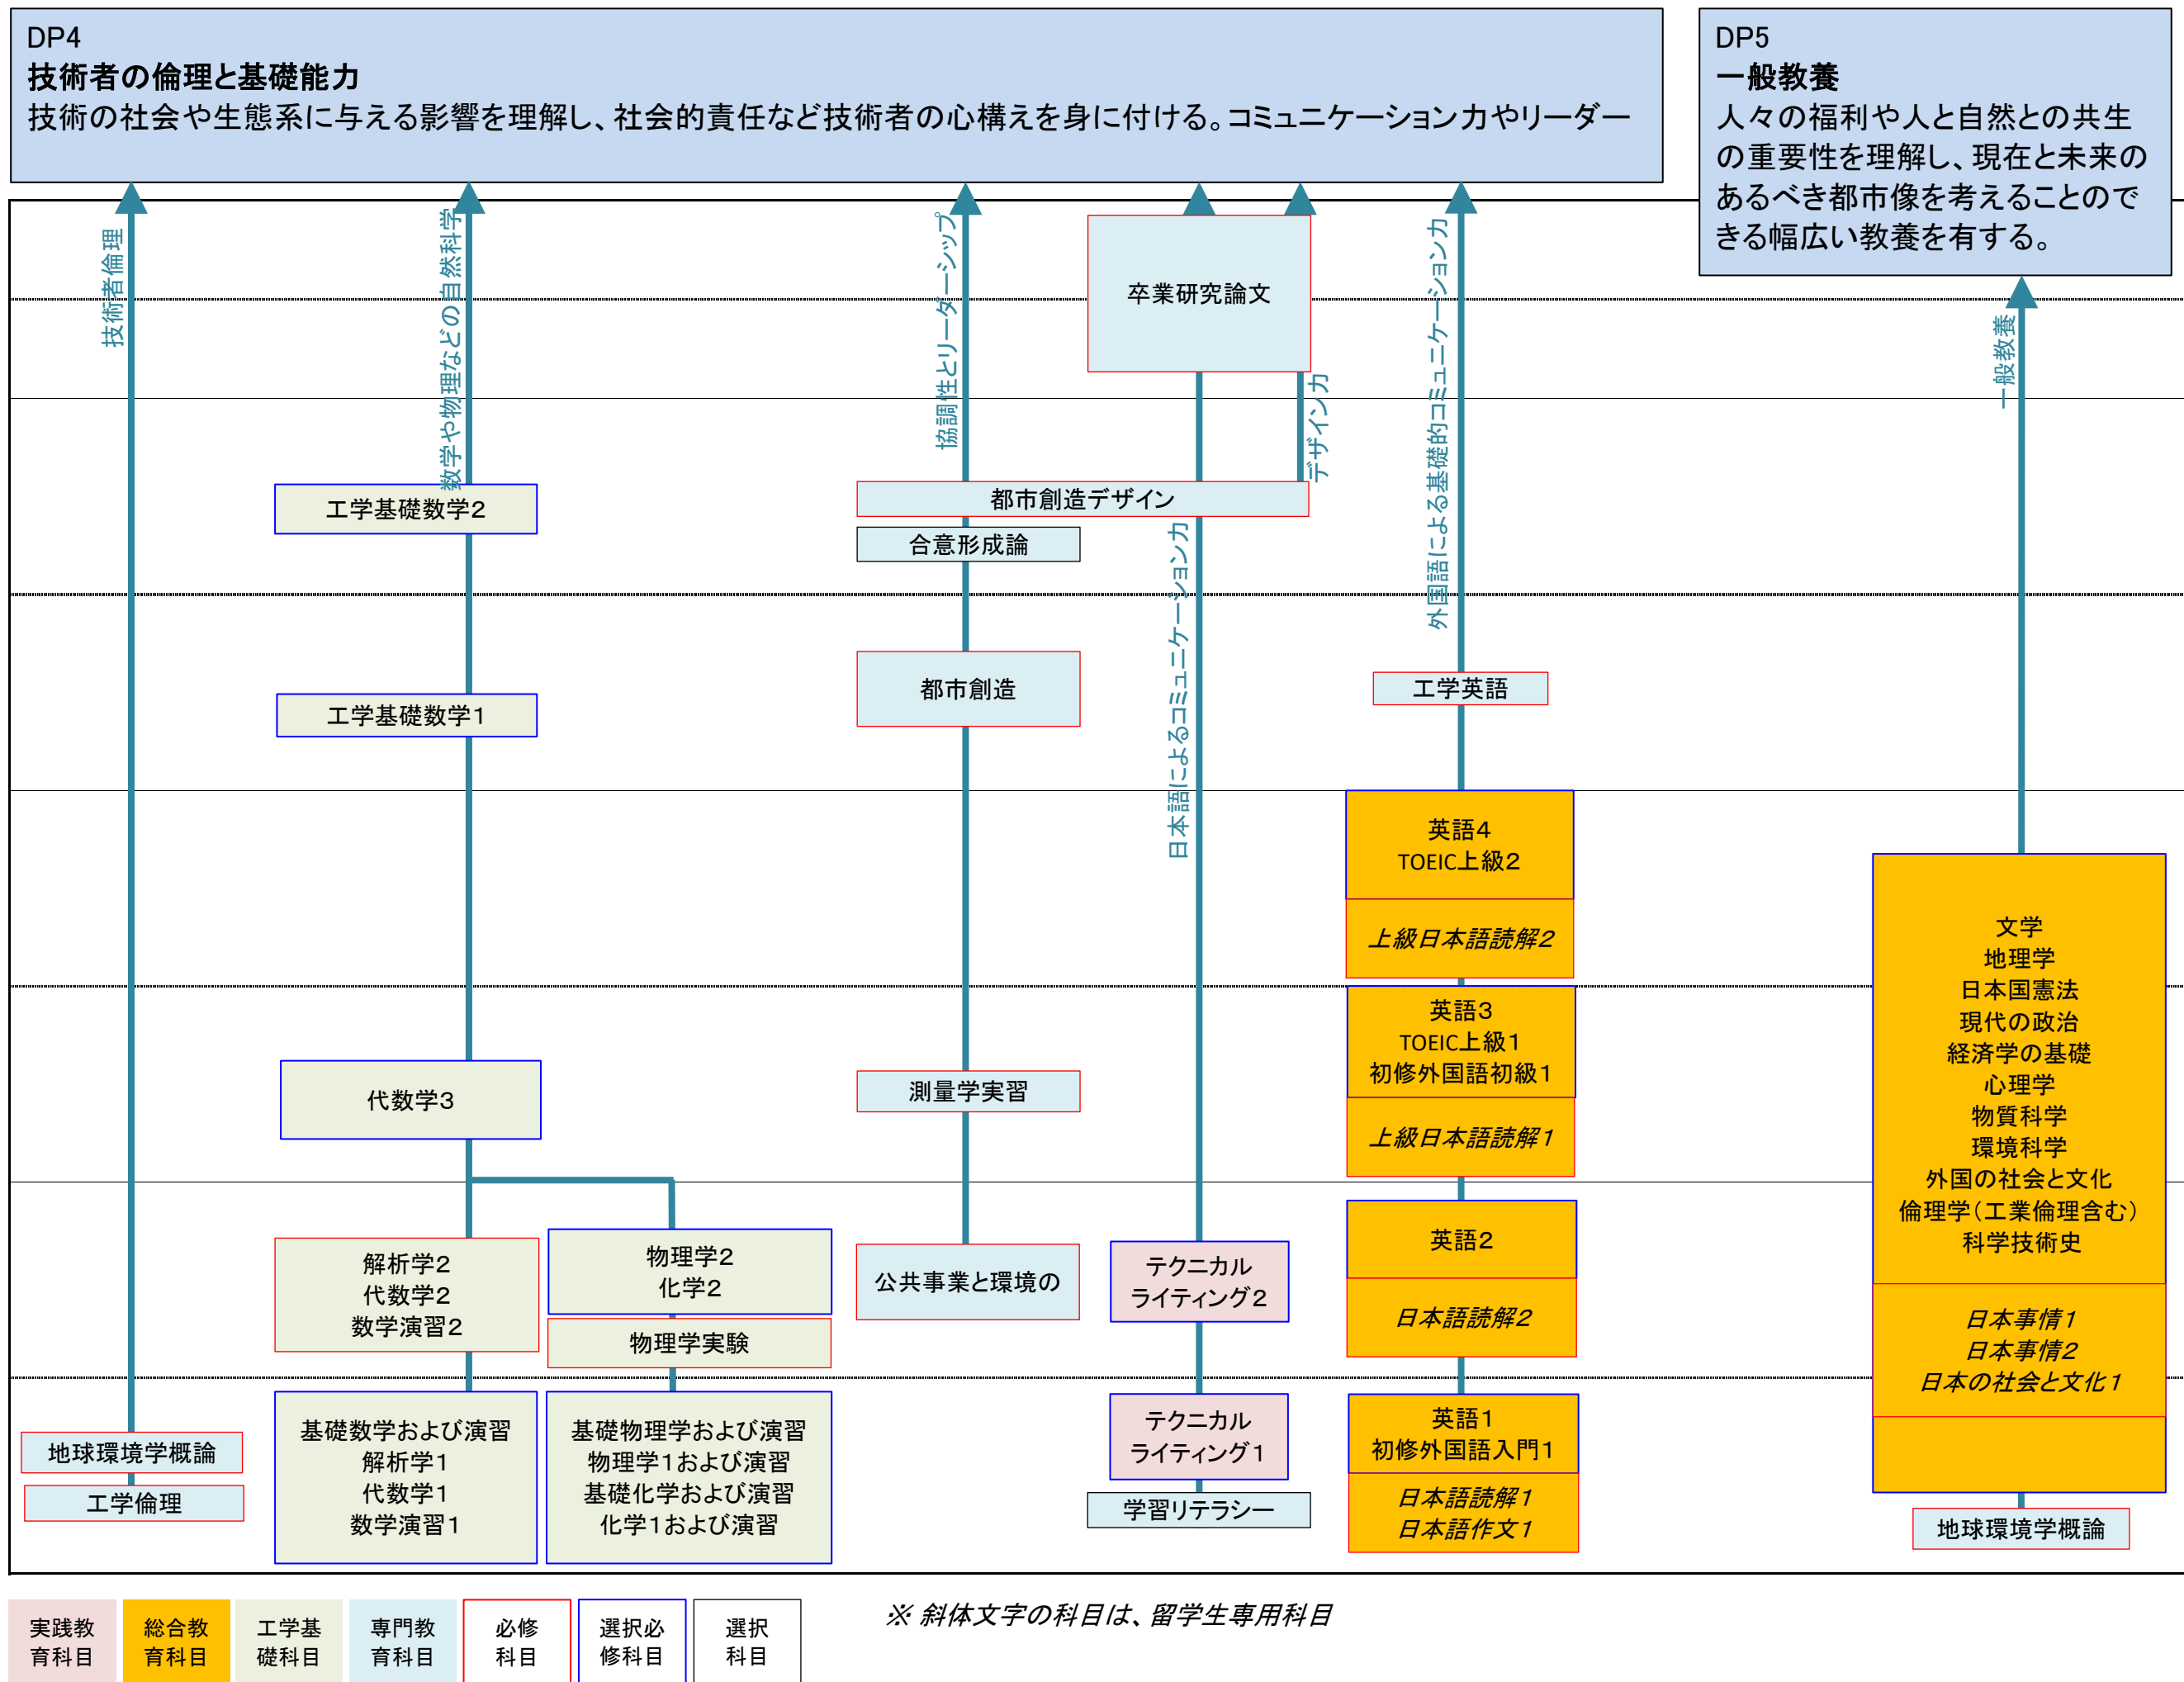 DP4
技術者の倫理と基礎能力
技術の社会や生態系に与える影響を理解し、社会的責任など技術者の心構えを身に付ける。コミュニケーション力やリーダー
DP5
一般教養
人々の福利や人と自然との共生
の重要性を理解し、現在と未来の
あるべき都市像を考えることので
きる幅広い教養を有する。
技術者倫理
数学や物理などの自然科学
協調性とリーダーシップ
日本語によるコミュニケーション力
デザイン力
外国語による基礎的コミュニケーション力
一般教養
卒業研究論文
工学基礎数学2
都市創造デザイン
合意形成論
工学基礎数学1
都市創造
工学英語
英語4
TOEIC上級2
上級日本語読解2
代数学3
測量学実習
英語3
TOEIC上級1
初修外国語初級1
上級日本語読解1
解析学2
代数学2
数学演習2
物理学2
化学2
物理学実験
公共事業と環境の
テクニカル
ライティング2
英語2
日本語読解2
文学
地理学
日本国憲法
現代の政治
経済学の基礎
心理学
物質科学
環境科学
外国の社会と文化
倫理学（工業倫理含む）
科学技術史
日本事情1
日本事情2
日本の社会と文化1
地球環境学概論
工学倫理
基礎数学および演習
解析学1
代数学1
数学演習1
基礎物理学および演習
物理学1および演習
基礎化学および演習
化学1および演習
テクニカル
ライティング1
学習リテラシー
英語1
初修外国語入門1
日本語読解1
日本語作文1
地球環境学概論
実践教
育科目
総合教
育科目
工学基
礎科目
専門教
育科目
必修
科目
選択必
修科目
選択
科目
※ 斜体文字の科目は、留学生専用科目